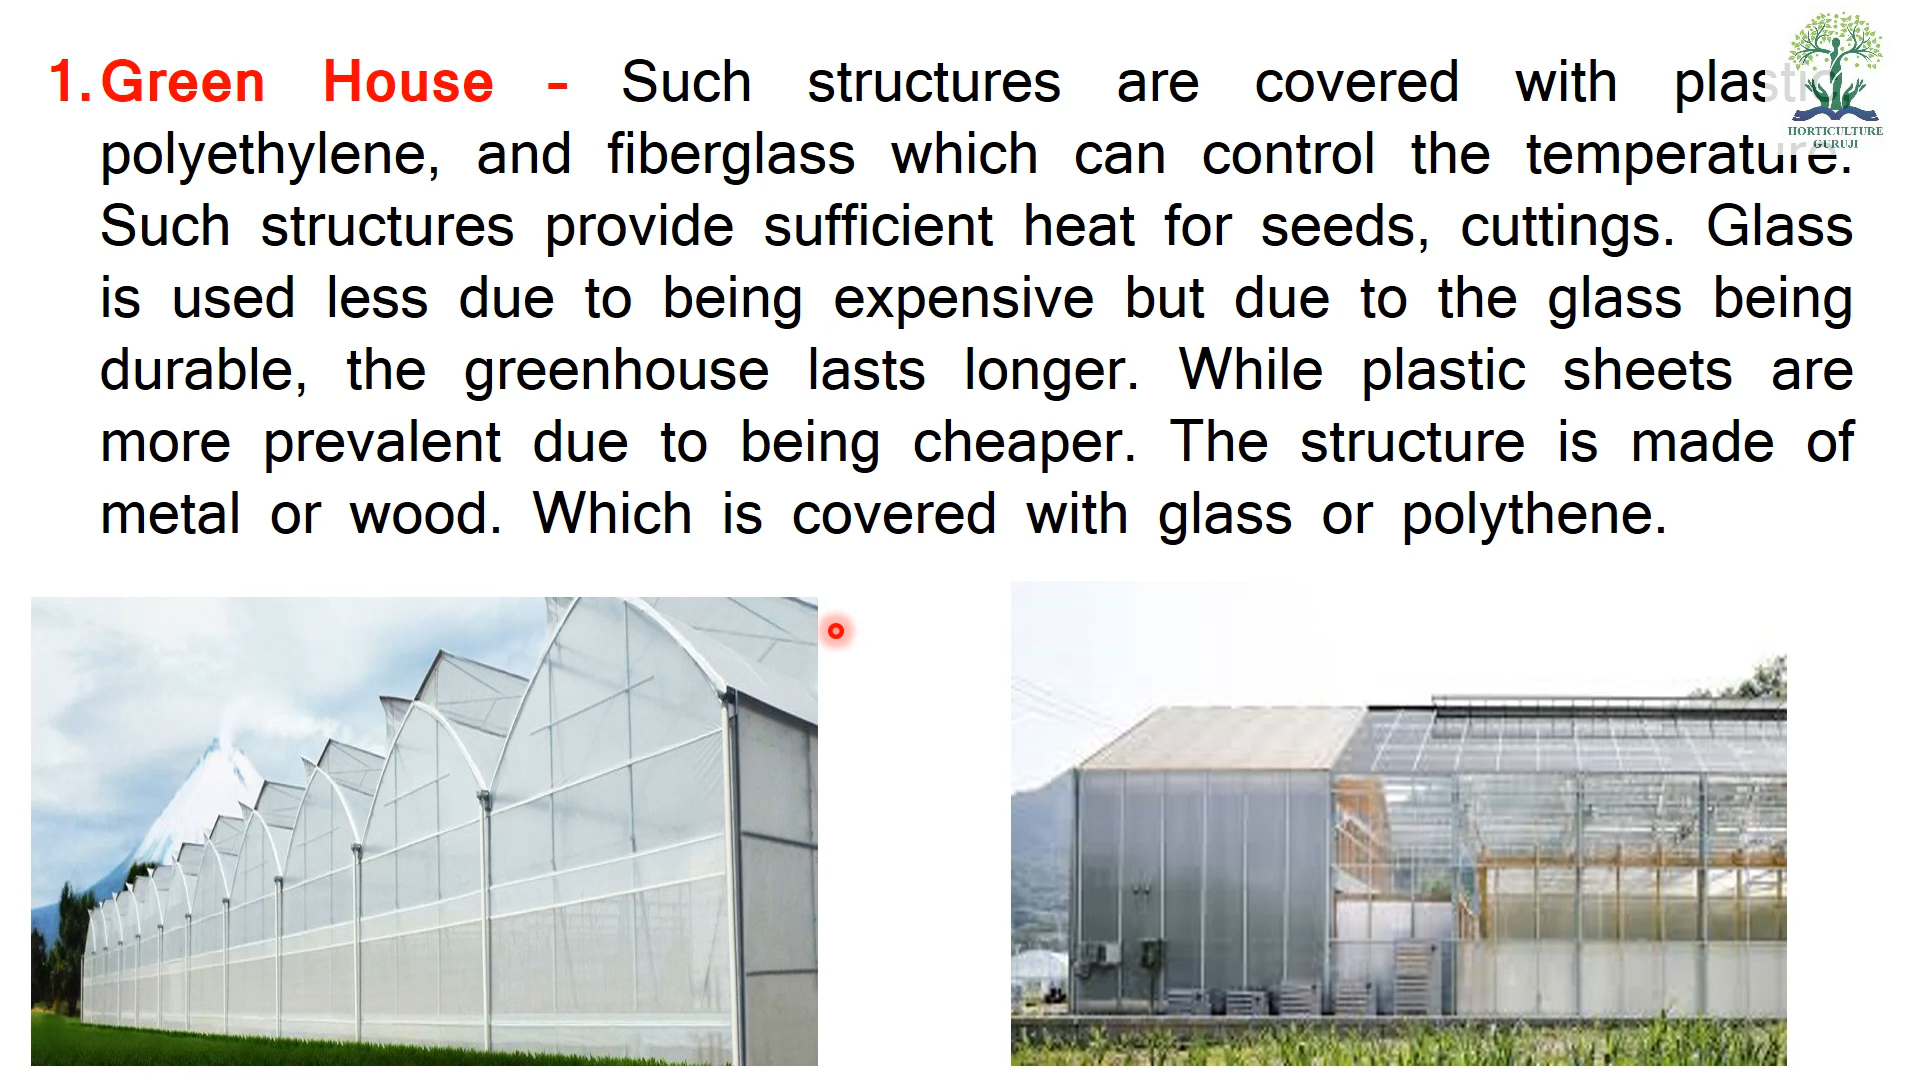 1. Green House - Such structures are covered with plastic,
polyethylene, and fiberglass which can control the temperature.
Such structures provide sufficient heat for seeds, cuttings. Glass
is used less due to being expensive but due to the glass being
durable, the greenhouse lasts longer. While plastic sheets are
more prevalent due to being cheaper. The structure is made of
metal or wood. Which is covered with glass or polythene.
HORTICULTURE
GURUJI